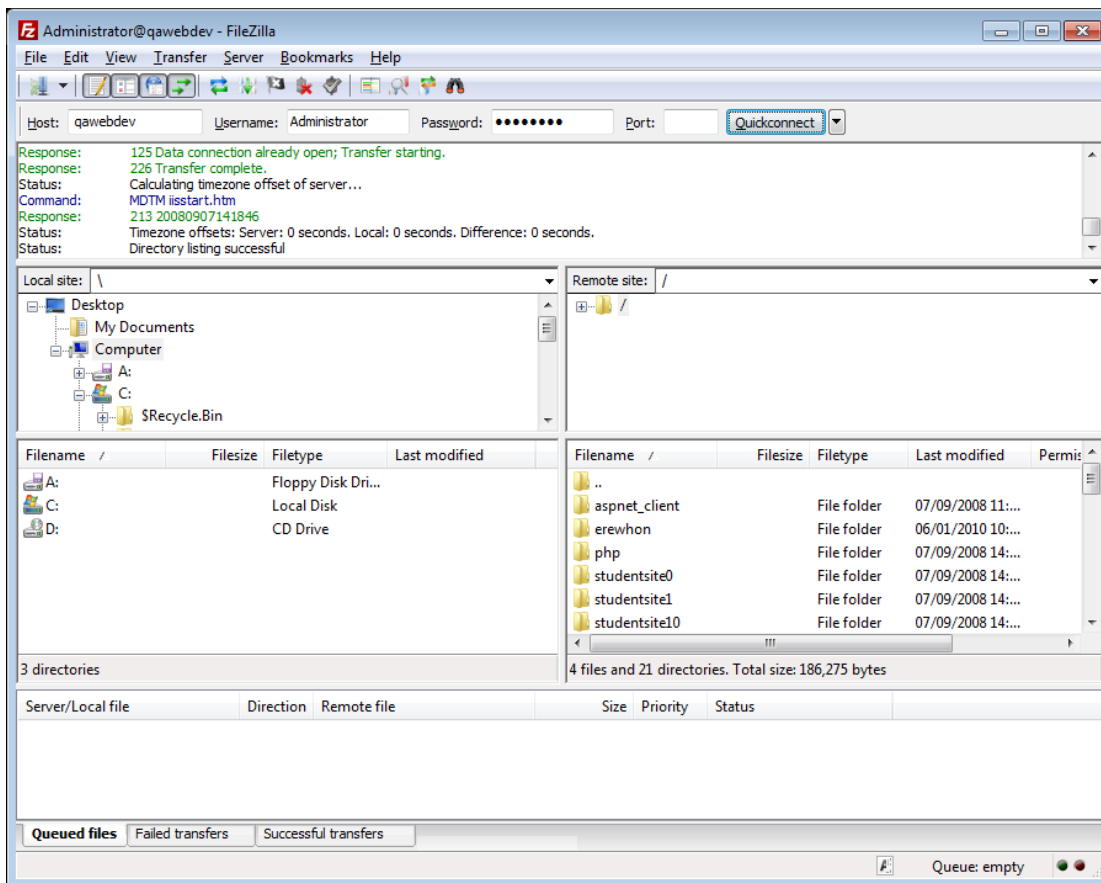 Administrator@qawebdev - FileZilla
File Edit View Transfer Server Bookmarks Help
Host: qawebdev Username: Administrator Password: ●●●●●●●● Port: Quickconnect
Response: 125 Data connection already open; Transfer starting.
Response: 226 Transfer complete.
Status: Calculating timezone offset of server...
Command: MDTM iisstart.htm
Response: 213 20080907141846
Status: Timezone offsets: Server: 0 seconds. Local: 0 seconds. Difference: 0 seconds.
Status: Directory listing successful
Local site: \
Desktop
My Documents
Computer
A:
C:
$Recycle.Bin
Remote site: /
/
Filename / Filesize Filetype Last modified
A: Floppy Disk Dri...
C: Local Disk
D: CD Drive
3 directories
Filename / Filesize Filetype Last modified Permis
..
aspnet_client File folder 07/09/2008 11:...
erewhon File folder 06/01/2010 10:...
php File folder 07/09/2008 14:...
studentsite0 File folder 07/09/2008 14:...
studentsite1 File folder 07/09/2008 14:...
studentsite10 File folder 07/09/2008 14:...
4 files and 21 directories. Total size: 186,275 bytes
Server/Local file Direction Remote file Size Priority Status
Queued files Failed transfers Successful transfers
Queue: empty